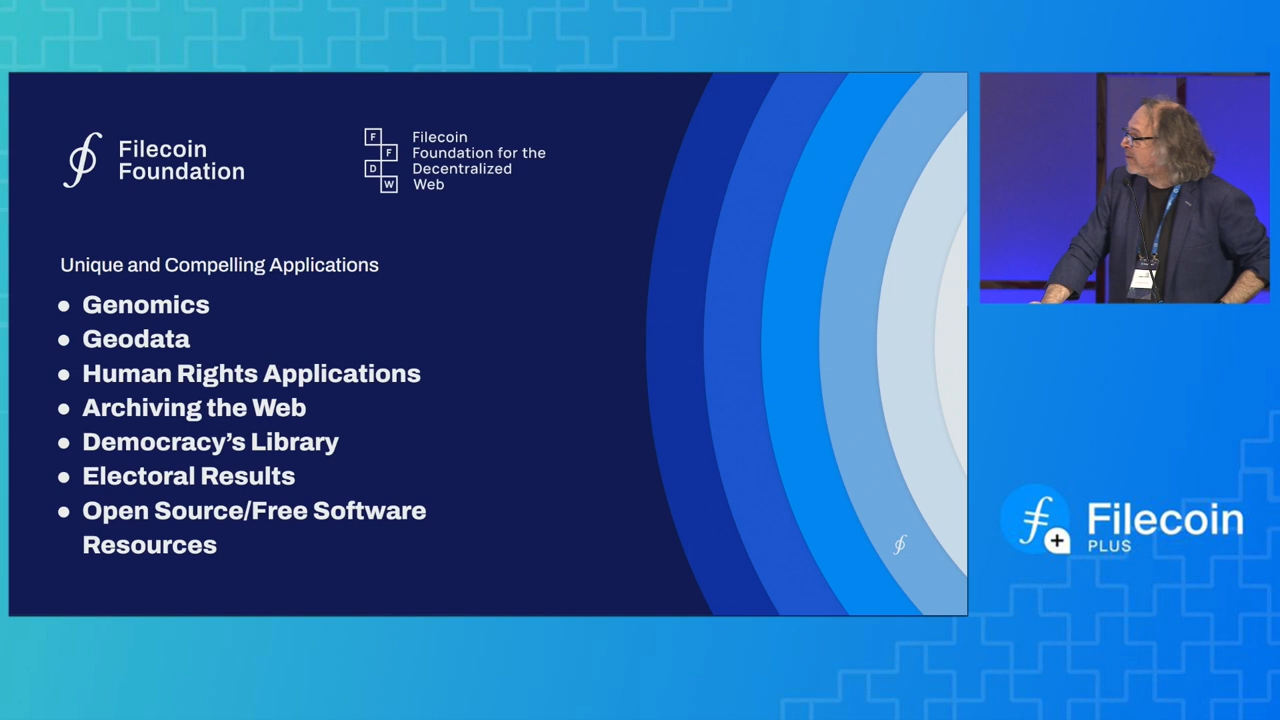 Filecoin
Foundation
F
F
D
W
Filecoin
Foundation for the
Decentralized
Web
Unique and Compelling Applications
● Genomics
● Geodata
● Human Rights Applications
● Archiving the Web
● Democracy’s Library
● Electoral Results
● Open Source/Free Software
Resources
Filecoin
PLUS